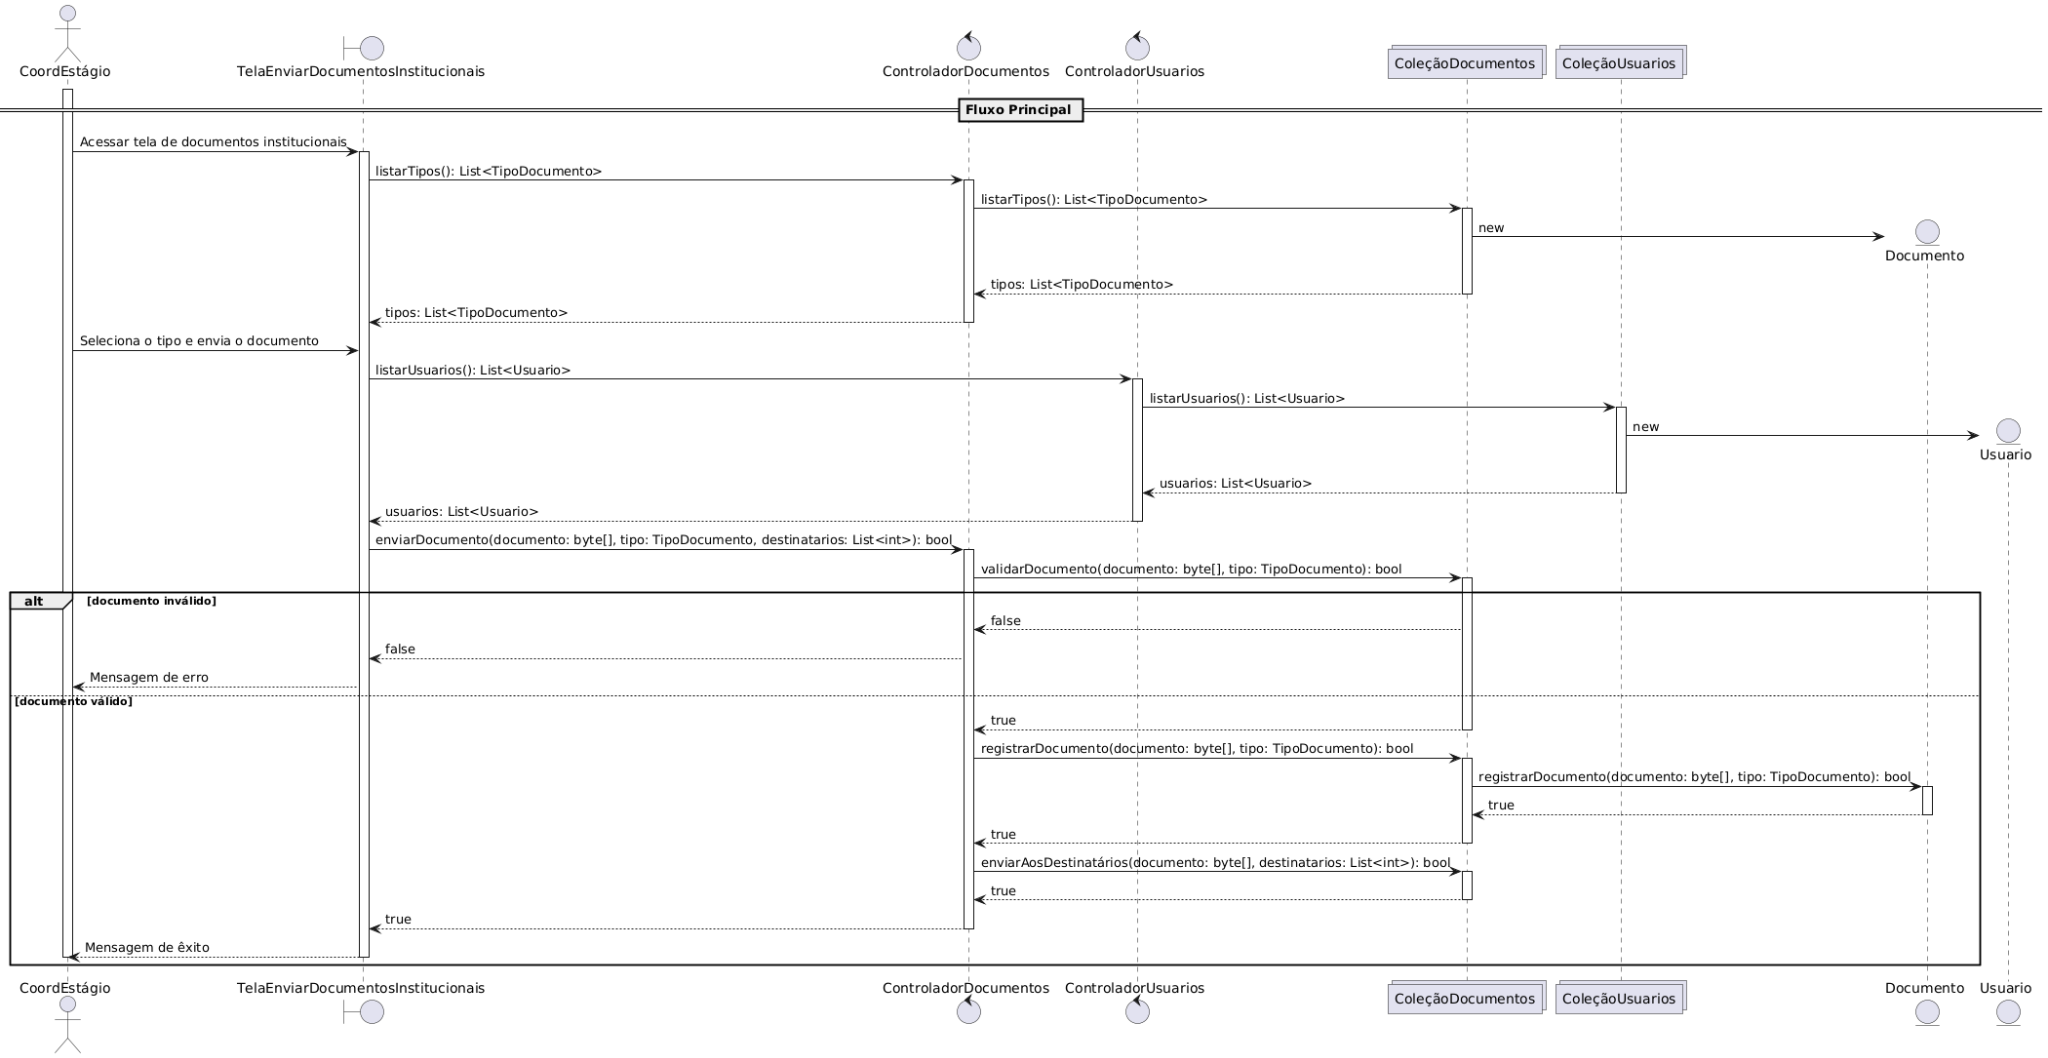 CoordEstágio
TelaEnviarDocumentosInstitucionais
ControladorDocumentos
ControladorUsuarios
ColeçãoDocumentos
ColeçãoUsuarios
Fluxo Principal
Acessar tela de documentos institucionais
listarTipos(): List<TipoDocumento>
listarTipos(): List<TipoDocumento>
new
Documento
tipos: List<TipoDocumento>
tipos: List<TipoDocumento>
Seleciona o tipo e envia o documento
listarUsuarios(): List<Usuario>
listarUsuarios(): List<Usuario>
new
Usuario
usuarios: List<Usuario>
usuarios: List<Usuario>
enviarDocumento(documento: byte[], tipo: TipoDocumento, destinatarios: List<int>): bool
validarDocumento(documento: byte[], tipo: TipoDocumento): bool
alt [documento inválido]
false
false
Mensagem de erro
[documento válido]
true
registrarDocumento(documento: byte[], tipo: TipoDocumento): bool
registrarDocumento(documento: byte[], tipo: TipoDocumento): bool
true
true
enviarAosDestinatários(documento: byte[], destinatarios: List<int>): bool
true
true
Mensagem de êxito
CoordEstágio
TelaEnviarDocumentosInstitucionais
ControladorDocumentos
ControladorUsuarios
ColeçãoDocumentos
ColeçãoUsuarios
Documento
Usuario